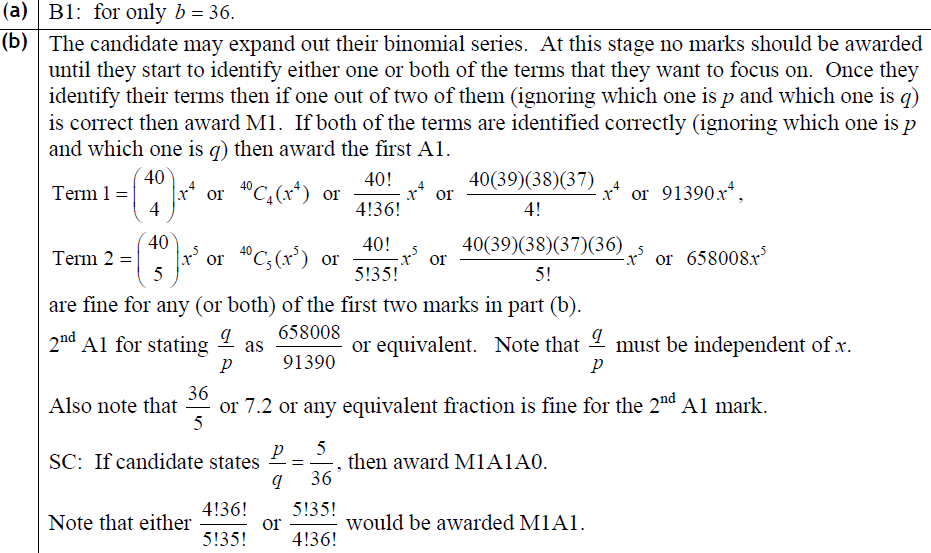 (a) B1: for only b = 36.
(b) The candidate may expand out their binomial series. At this stage no marks should be awarded
until they start to identify either one or both of the terms that they want to focus on. Once they
identify their terms then if one out of two of them (ignoring which one is p and which one is q)
is correct then award M1. If both of the terms are identified correctly (ignoring which one is p
and which one is q) then award the first A1.
Term 1 = \binom{40}{4}x^4 or ^{40}C_4(x^4) or \frac{40!}{4!36!}x^4 or \frac{40(39)(38)(37)}{4!}x^4 or 91390x^4,
Term 2 = \binom{40}{5}x^5 or ^{40}C_5(x^5) or \frac{40!}{5!35!}x^5 or \frac{40(39)(38)(37)(36)}{5!}x^5 or 658008x^5
are fine for any (or both) of the first two marks in part (b).
2^{nd} A1 for stating \frac{q}{p} as \frac{658008}{91390} or equivalent. Note that \frac{q}{p} must be independent of x.
Also note that \frac{36}{5} or 7.2 or any equivalent fraction is fine for the 2^{nd} A1 mark.
SC: If candidate states \frac{p}{q} = \frac{5}{36}, then award M1A1A0.
Note that either \frac{4!36!}{5!35!} or \frac{5!35!}{4!36!} would be awarded M1A1.